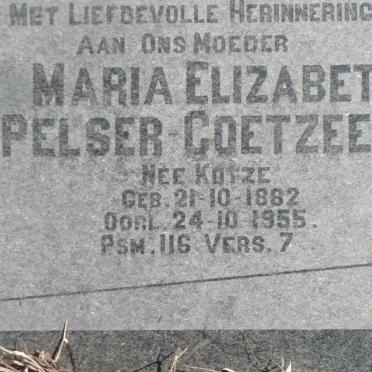 MET LIEFDEVOLLE HERINNERING
AAN ONS MOEDER
MARIA ELIZABET
PELSER-COETZEE
NEE KOTZE
GEB. 21-10-1882
OORL. 24-10-1955.
PSM. 116 VERS. 7